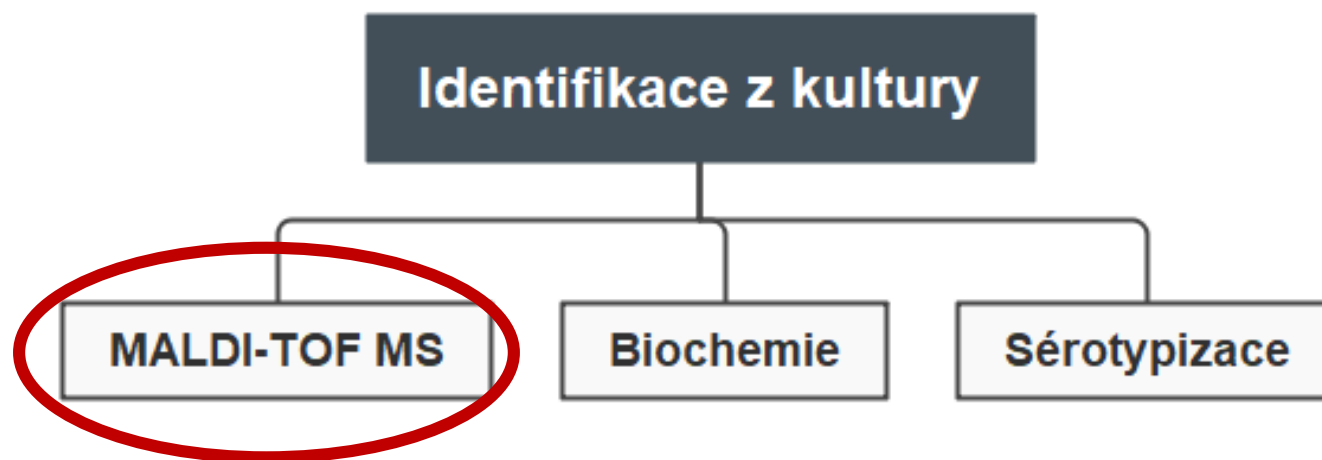 Identifikace z kultury
MALDI-TOF MS
Biochemie
Sérotypizace